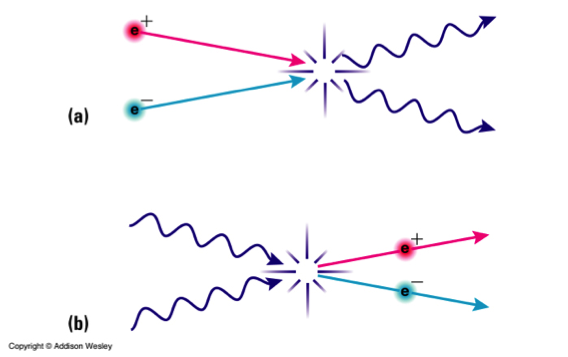 e+
e−
(a)
e+
e−
(b)
Copyright © Addison Wesley